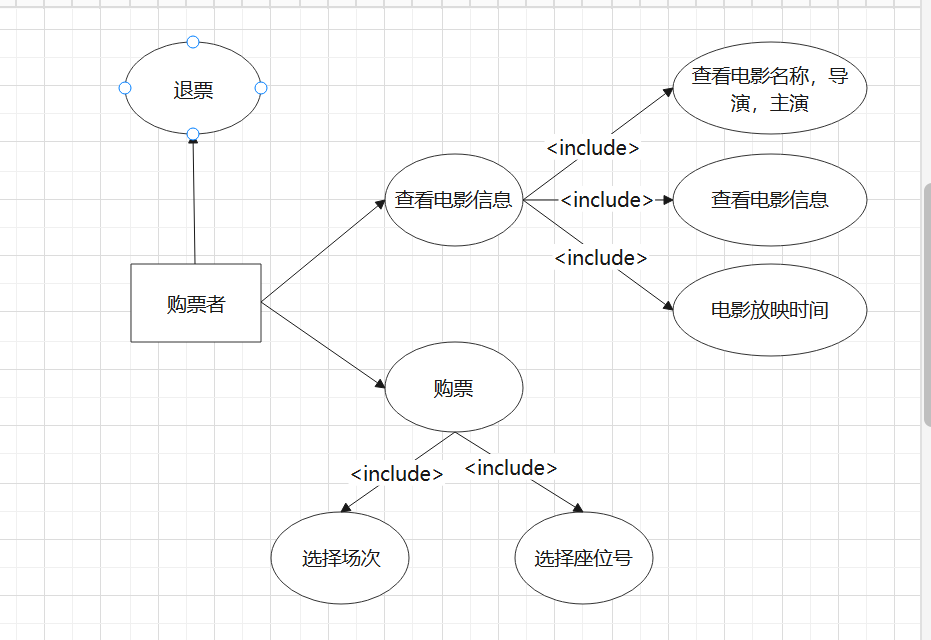 退票
查看电影名称，导
演，主演
<include>
查看电影信息
<include>
查看电影信息
<include>
购票者
电影放映时间
购票
<include>
<include>
选择场次
选择座位号